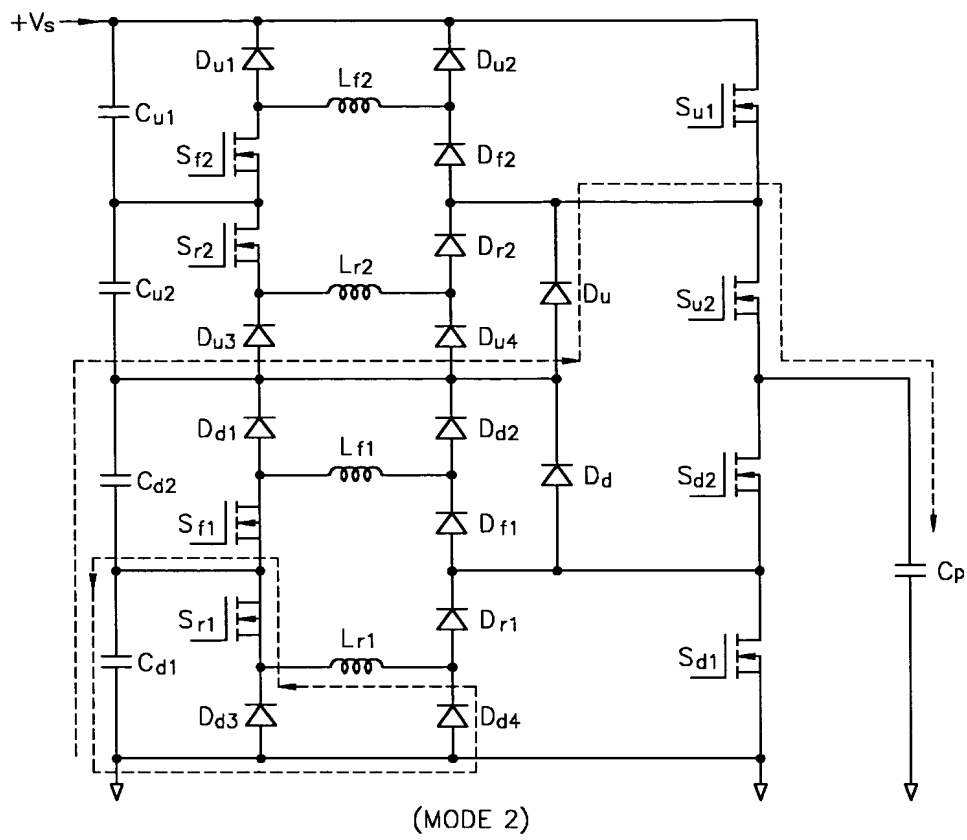 +Vs
Du1
Lf2
Du2
Su1
Cu1
Sf2
Df2
Sr2
Lr2
Dr2
Du
Su2
Cu2
Du3
Du4
Dd1
Lf1
Dd2
Dd
Sd2
Cd2
Sf1
Df1
Cp
Sr1
Lr1
Dr1
Sd1
Cd1
Dd3
Dd4
(MODE 2)